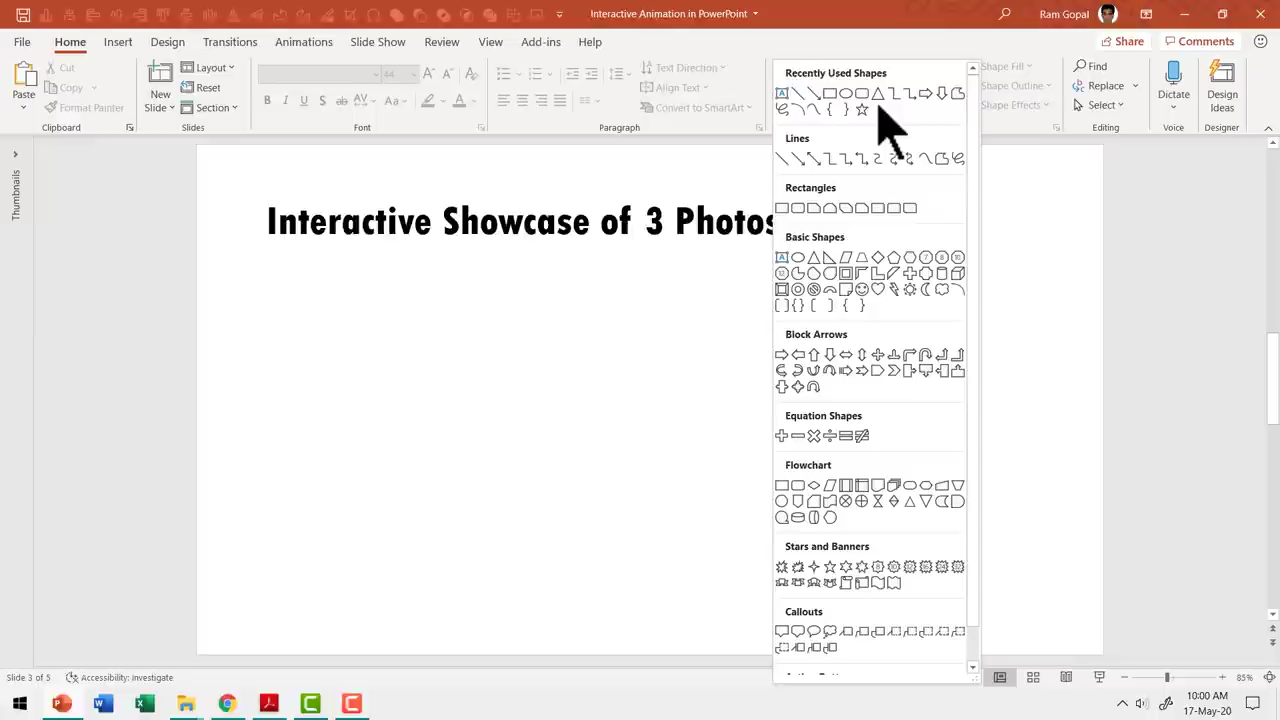 Interactive Animation in PowerPoint
Ram Gopal
File Home Insert Design Transitions Animations Slide Show Review View Add-ins Help
Share Comments
Paste
Cut
Copy
Format Painter
Clipboard
New
Slide
Layout
Reset
Section
Slides
44
B I U S ab AV Aa A
Font
Text Direction
Align Text
Convert to SmartArt
Paragraph
Shape Fill
Shape Outline
Shape Effects
Find
Replace
Select
Editing
Dictate
Voice
Design
Ideas
Designer
Thumbnails
Interactive Showcase of 3 Photos
Recently Used Shapes
Lines
Rectangles
Basic Shapes
Block Arrows
Equation Shapes
Flowchart
Stars and Banners
Callouts
Slide 3 of 5
Accessibility: Investigate
85%
10:00 AM
17-May-20